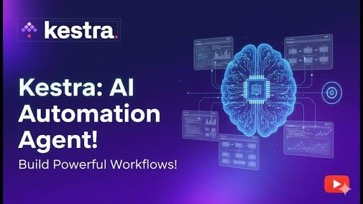 kestra.
Kestra: AI
Automation
Agent!
Build Powerful Workflows!